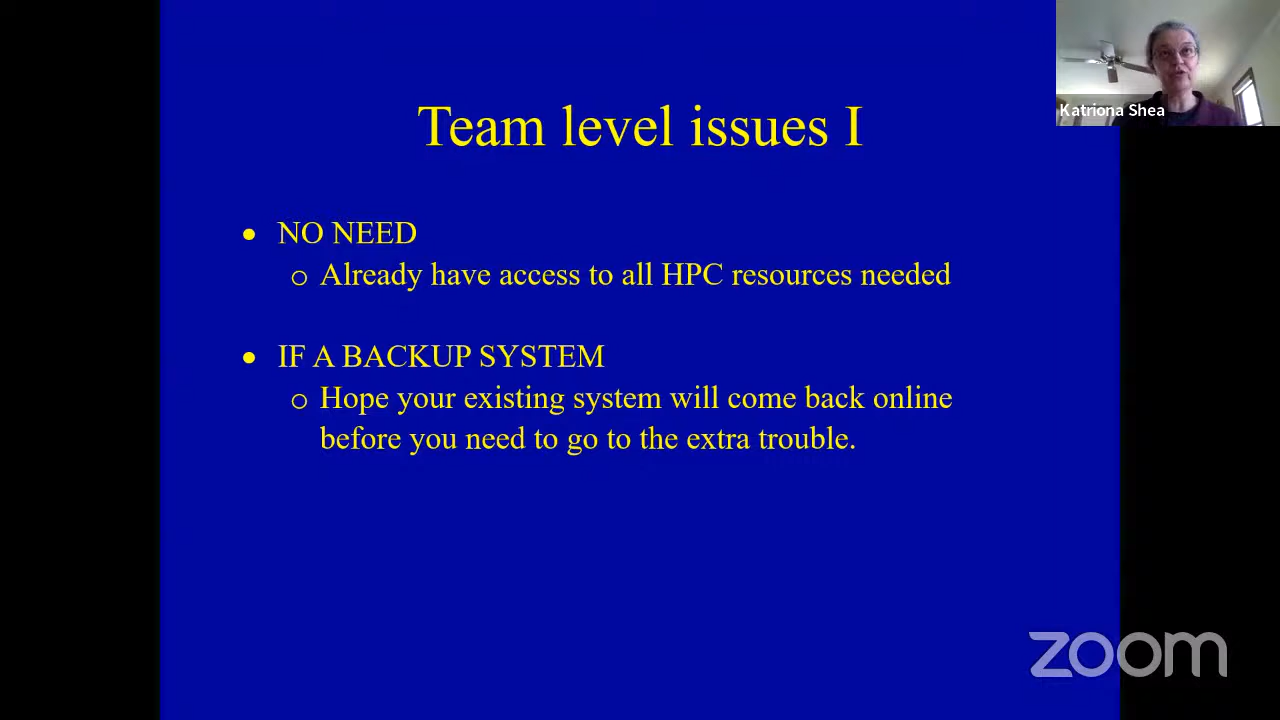 Team level issues I
Katriona Shea
• NO NEED
o Already have access to all HPC resources needed
• IF A BACKUP SYSTEM
o Hope your existing system will come back online
before you need to go to the extra trouble.
zoom